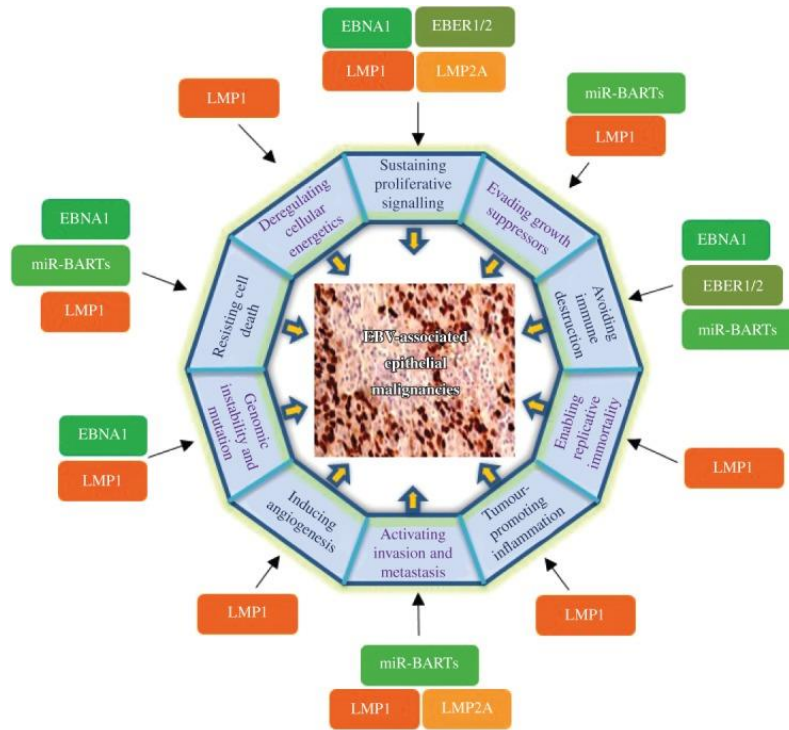 EBNA1
EBER1/2
LMP1
LMP2A
LMP1
miR-BARTs
LMP1
Sustaining
proliferative
signalling
Deregulating
cellular
energetics
Evading growth
suppressors
EBNA1
miR-BARTs
LMP1
Resisting cell
death
Avoiding
immune
destruction
EBNA1
EBER1/2
miR-BARTs
EBV-associated
epithelial
malignancies
EBNA1
LMP1
Genomic
instability and
mutation
Enabling
replicative
immortality
LMP1
Inducing
angiogenesis
Activating
invasion and
metastasis
Tumour-
promoting
inflammation
LMP1
LMP1
miR-BARTs
LMP1
LMP2A